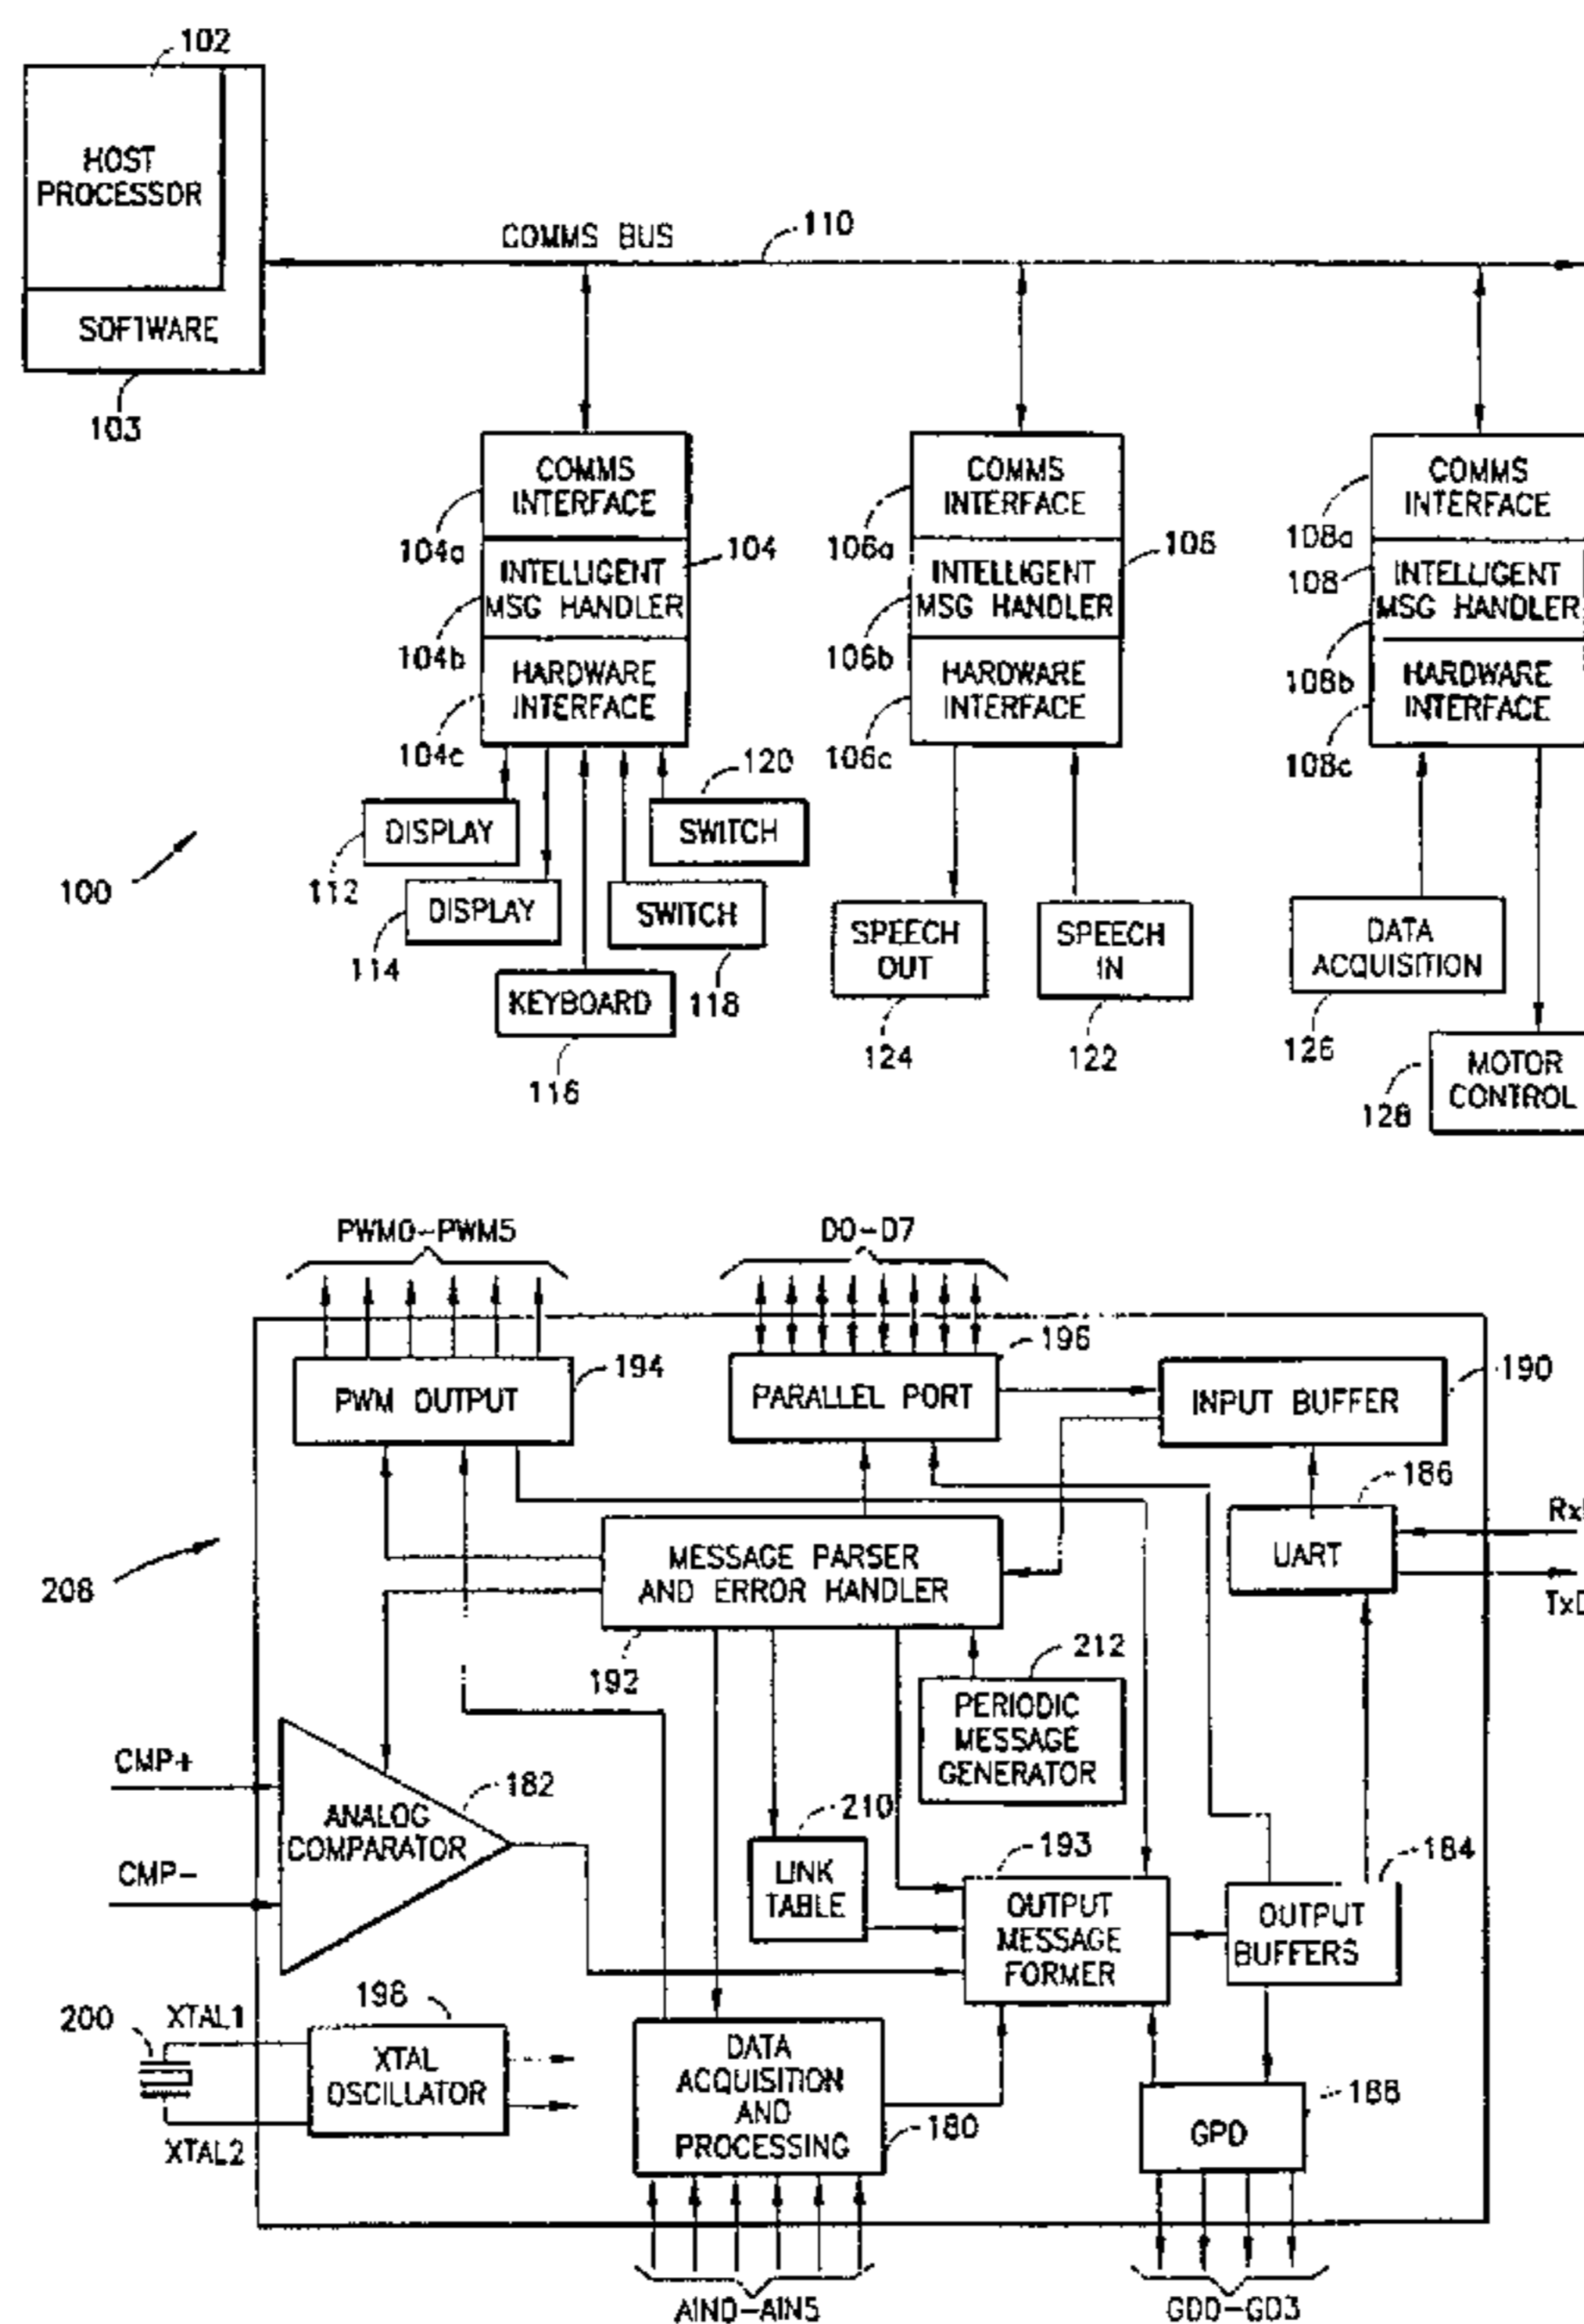 102
HOST
PROCESSOR
SOFTWARE
103
COMMS BUS
110
COMMS
INTERFACE
104a
104
INTELLIGENT
MSG HANDLER
104b
HARDWARE
INTERFACE
104c
COMMS
INTERFACE
106a
106
INTELLIGENT
MSG HANDLER
106b
HARDWARE
INTERFACE
106c
COMMS
INTERFACE
108a
108
INTELLIGENT
MSG HANDLER
108b
HARDWARE
INTERFACE
108c
120
DISPLAY
SWITCH
100
112
DISPLAY
SWITCH
114
118
KEYBOARD
116
SPEECH
OUT
124
SPEECH
IN
122
DATA
ACQUISITION
126
MOTOR
CONTROL
128
PWM0-PWM5
D0-D7
196
194
190
PWM OUTPUT
PARALLEL PORT
INPUT BUFFER
186
UART
TxD
208
MESSAGE PARSER
AND ERROR HANDLER
192
212
PERIODIC
MESSAGE
GENERATOR
CMP+
182
ANALOG
COMPARATOR
CMP-
210
LINK
TABLE
193
OUTPUT
MESSAGE
FORMER
184
OUTPUT
BUFFERS
200
XTAL1
198
XTAL
OSCILLATOR
XTAL2
DATA
ACQUISITION
AND
PROCESSING
180
188
GPO
AIN0-AIN5
GD0-GD3